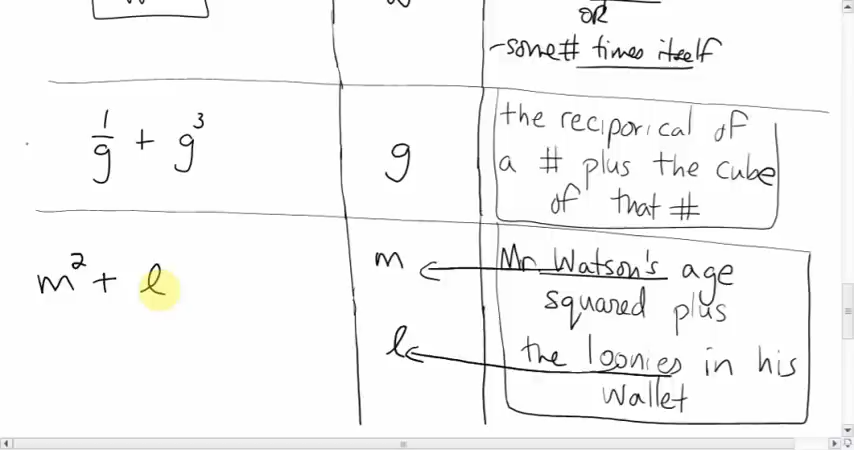 OR
-some# times itself
1/g + g³
g
the reciporical of
a # plus the cube
of that #
m² + l
m
l
Mr. Watson's age
squared plus
the loonies in his
wallet